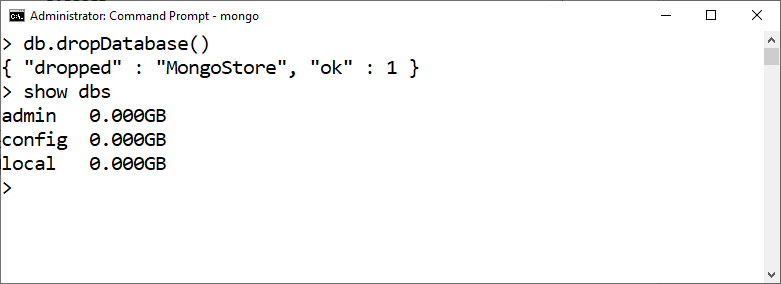 Administrator: Command Prompt - mongo
> db.dropDatabase()
{ "dropped" : "MongoStore", "ok" : 1 }
> show dbs
admin   0.000GB
config  0.000GB
local   0.000GB
>